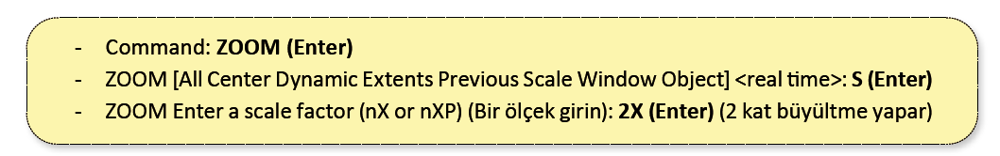 - Command: ZOOM (Enter)
- ZOOM [All Center Dynamic Extents Previous Scale Window Object] <real time>: S (Enter)
- ZOOM Enter a scale factor (nX or nXP) (Bir ölçek girin): 2X (Enter) (2 kat büyültme yapar)